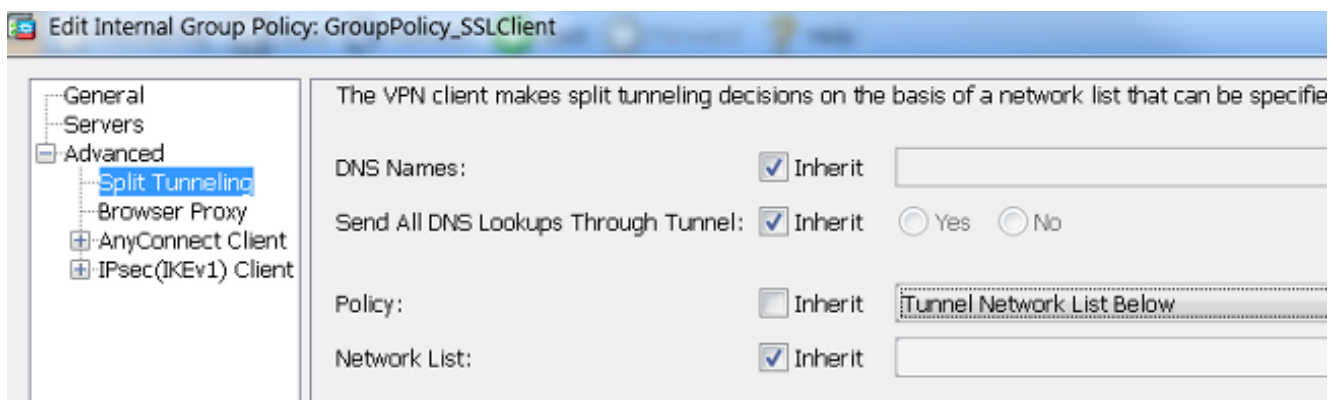 Edit Internal Group Policy: GroupPolicy_SSLClient
General
Servers
Advanced
Split Tunneling
Browser Proxy
AnyConnect Client
IPsec(IKEv1) Client
The VPN client makes split tunneling decisions on the basis of a network list that can be specifie
DNS Names: Inherit
Send All DNS Lookups Through Tunnel: Inherit Yes No
Policy: Inherit Tunnel Network List Below
Network List: Inherit